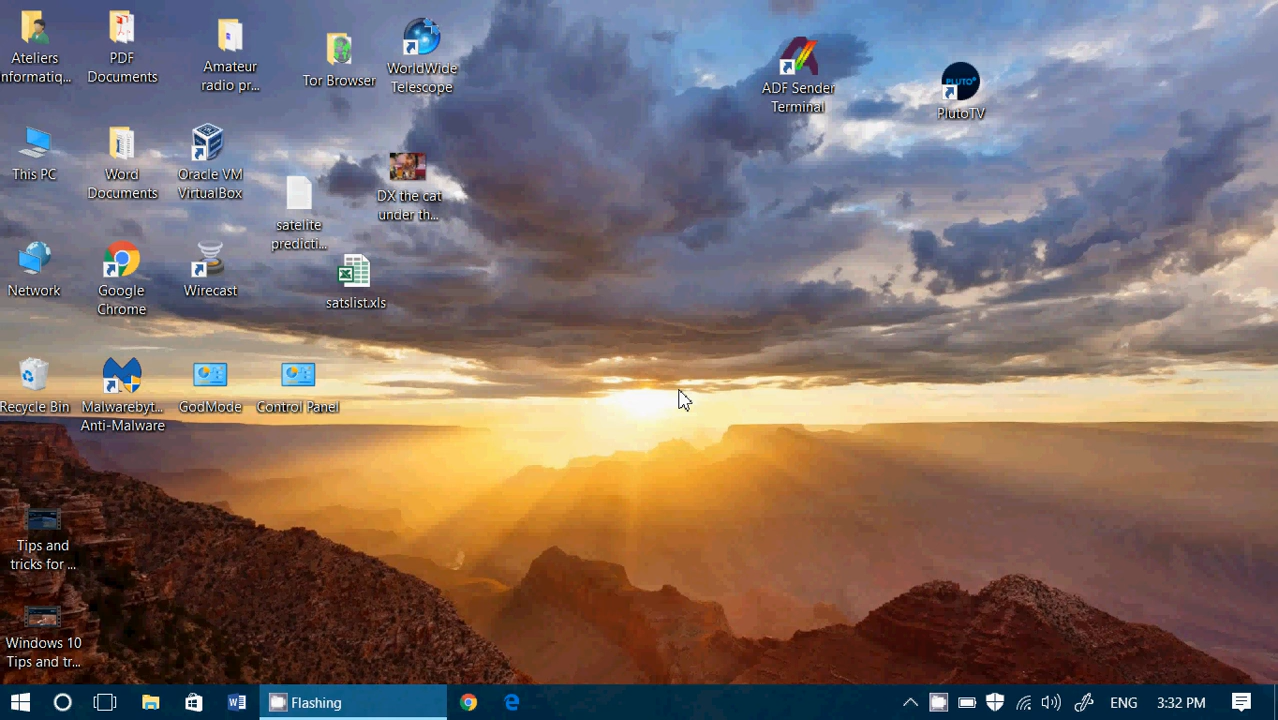 Ateliers
nformatiq...
PDF
Documents
Amateur
radio pr...
Tor Browser
WorldWide
Telescope
ADF Sender
Terminal
PLUTO
PlutoTV
This PC
Word
Documents
Oracle VM
VirtualBox
satelite
predicti...
DX the cat
under th...
Network
Google
Chrome
Wirecast
satslist.xls
Recycle Bin
Malwarebyt...
Anti-Malware
GodMode
Control Panel
Tips and
tricks for ...
Windows 10
Tips and tr...
Flashing
ENG
3:32 PM